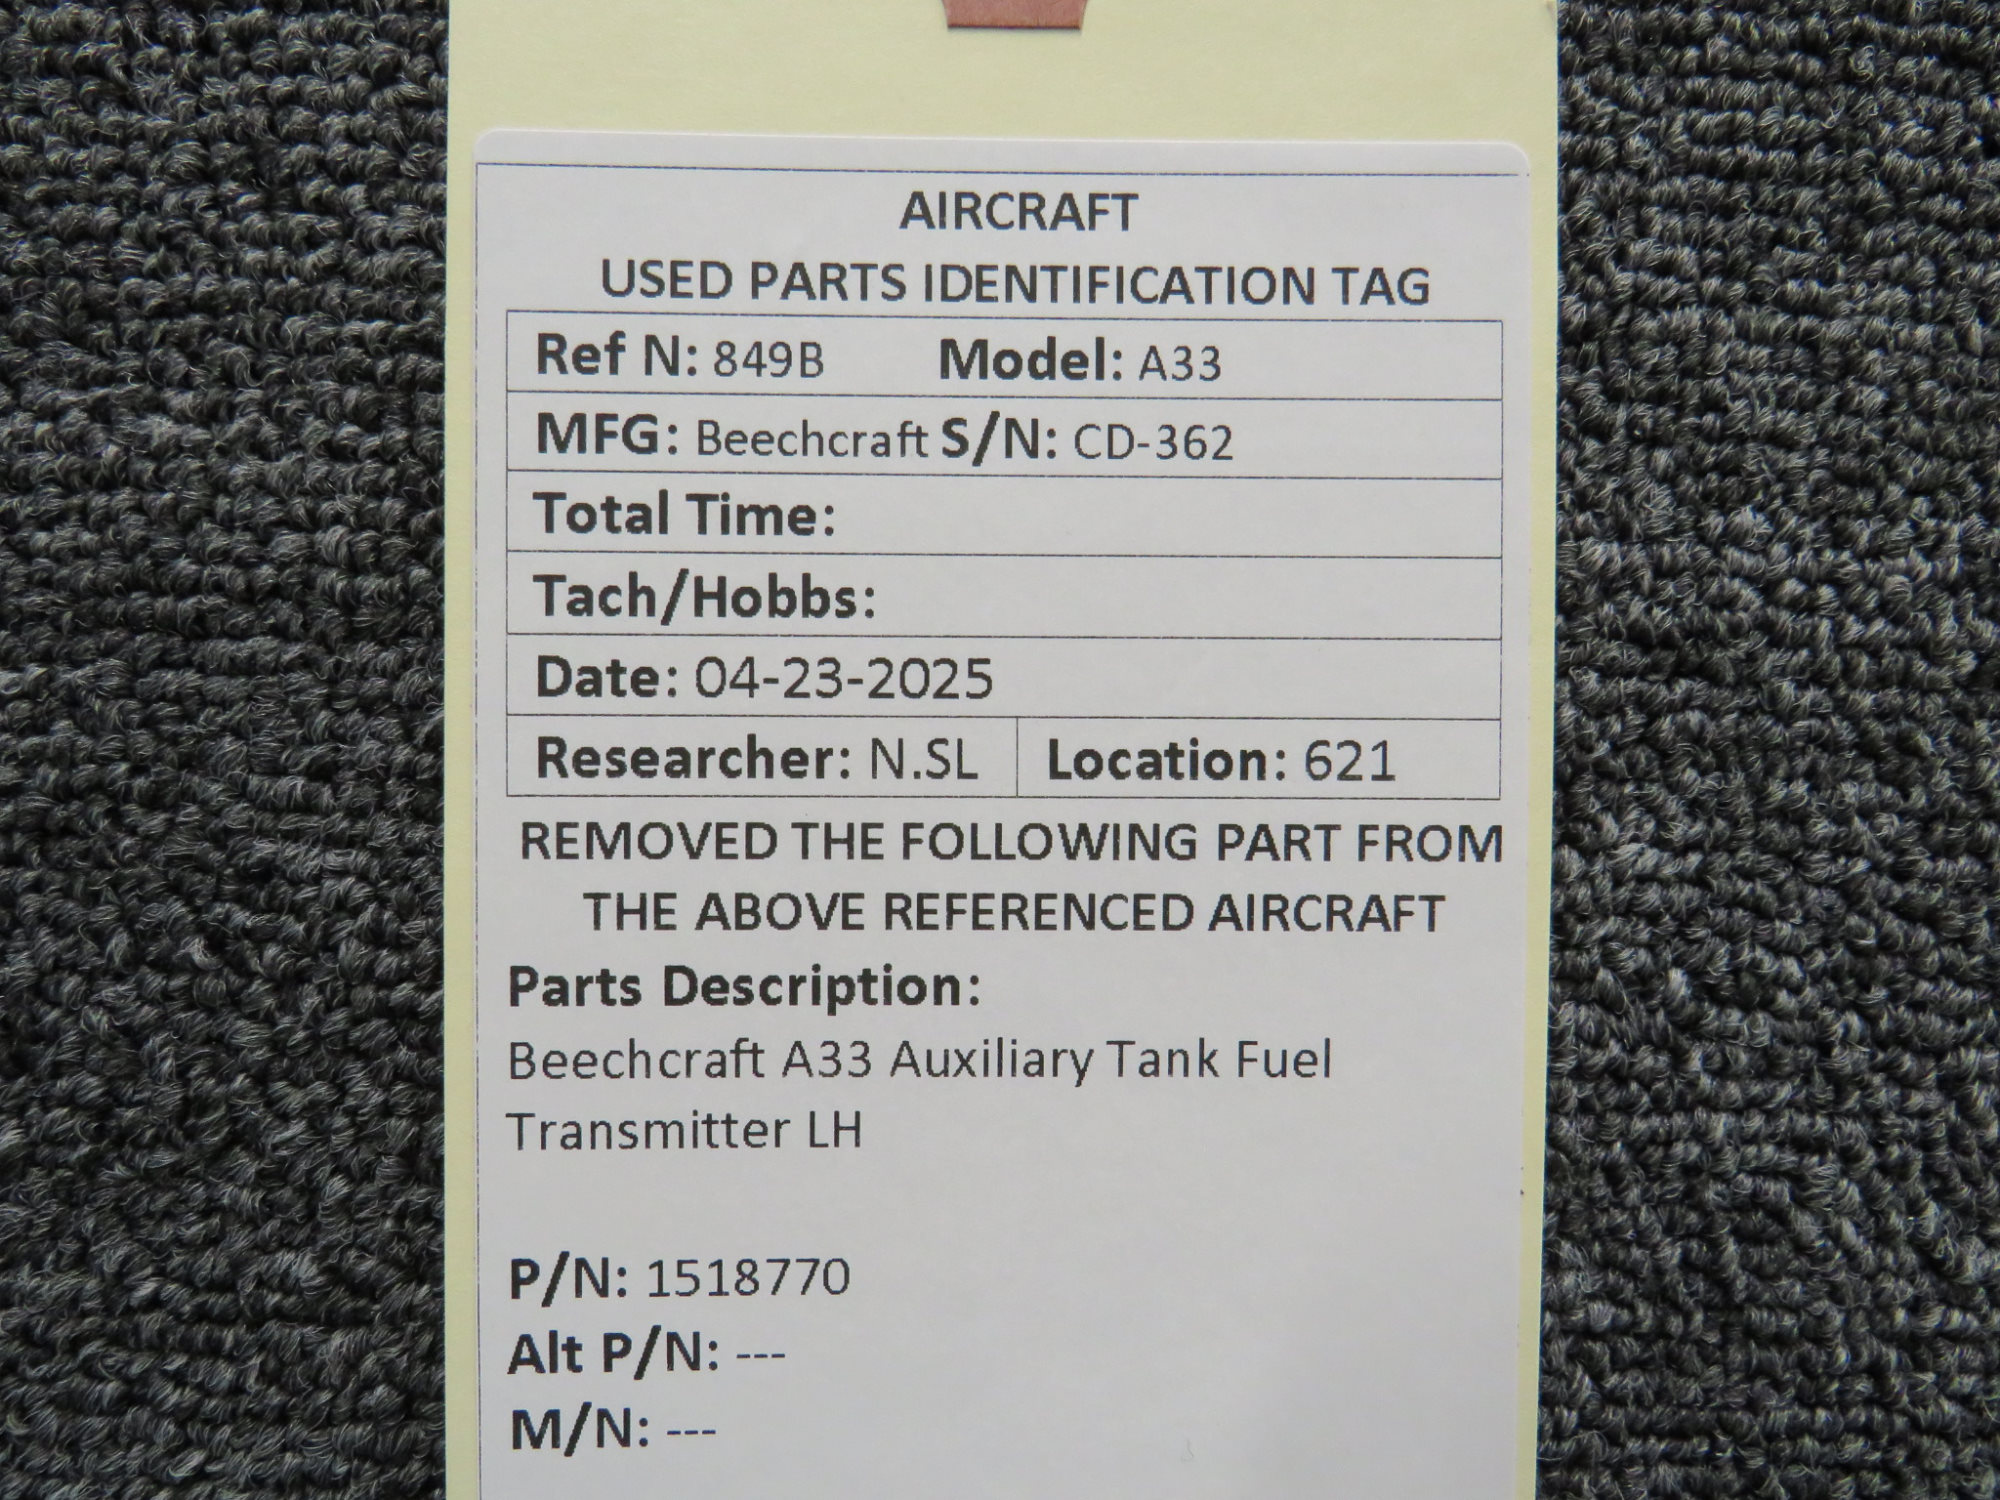 AIRCRAFT
USED PARTS IDENTIFICATION TAG
Ref N: 849B Model: A33
MFG: Beechcraft S/N: CD-362
Total Time:
Tach/Hobbs:
Date: 04-23-2025
Researcher: N.SL Location: 621
REMOVED THE FOLLOWING PART FROM
THE ABOVE REFERENCED AIRCRAFT
Parts Description:
Beechcraft A33 Auxiliary Tank Fuel
Transmitter LH
P/N: 1518770
Alt P/N: ---
M/N: ---